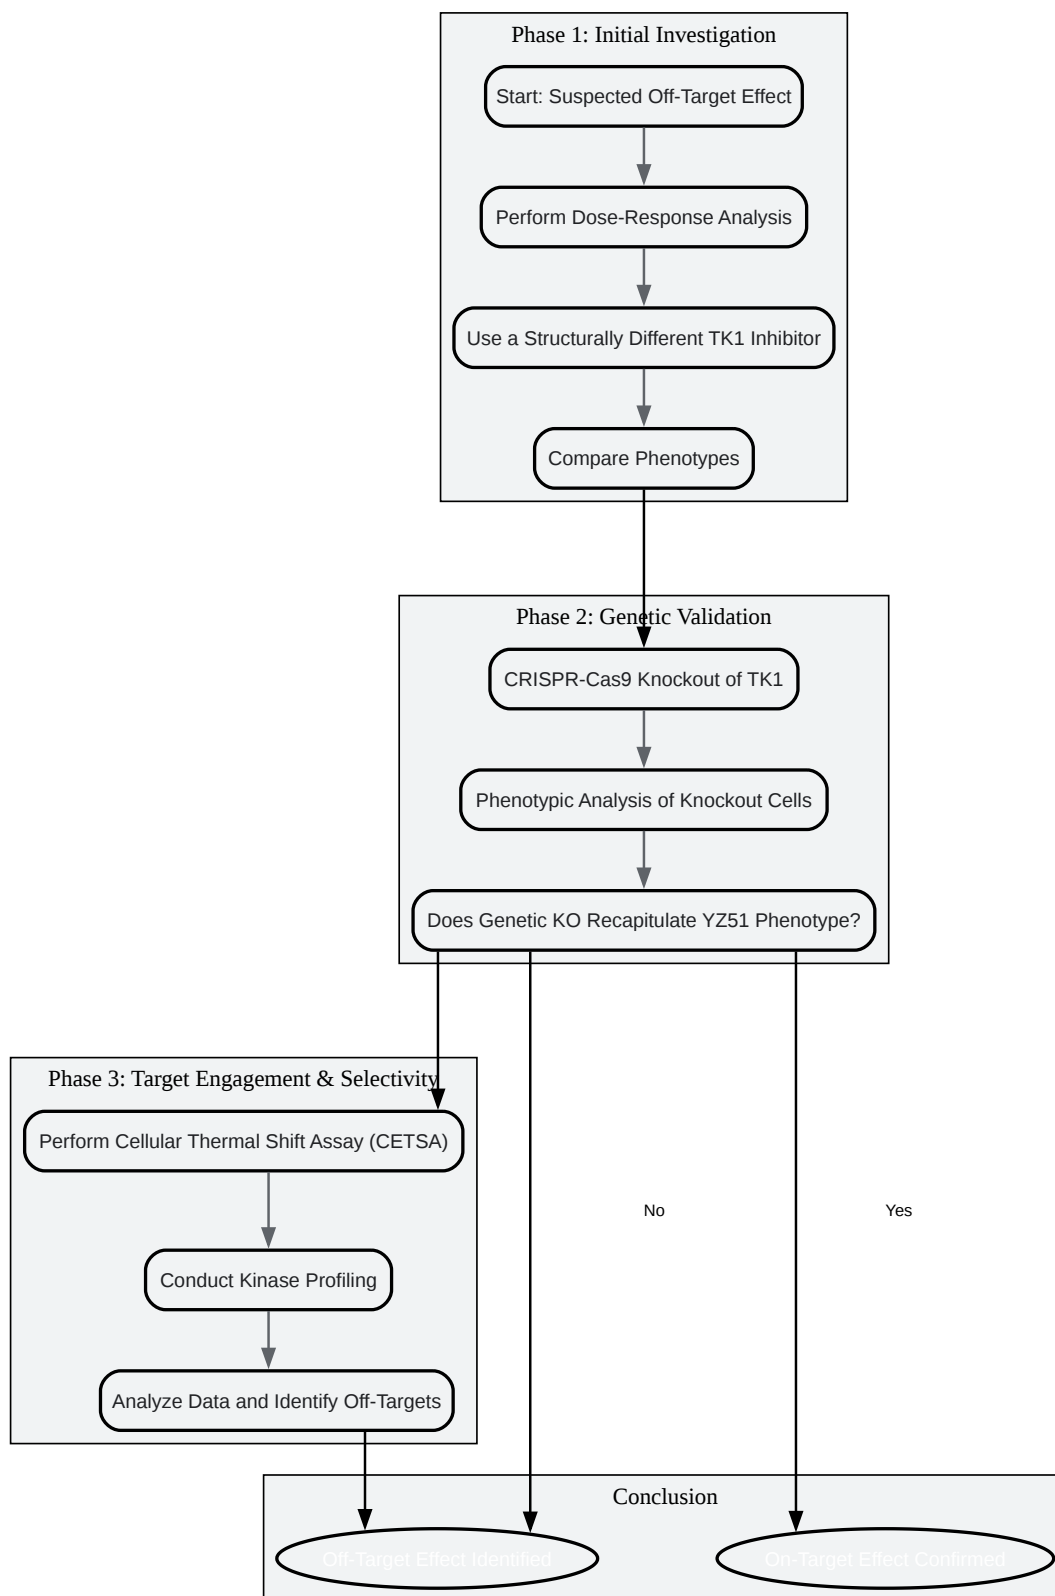 Phase 1: Initial Investigation
Start: Suspected Off-Target Effect
Perform Dose-Response Analysis
Use a Structurally Different TK1 Inhibitor
Compare Phenotypes
Phase 2: Genetic Validation
CRISPR-Cas9 Knockout of TK1
Phenotypic Analysis of Knockout Cells
Does Genetic KO Recapitulate YZ51 Phenotype?
Phase 3: Target Engagement & Selectivity
Perform Cellular Thermal Shift Assay (CETSA)
No
Yes
Conduct Kinase Profiling
Analyze Data and Identify Off-Targets
Conclusion
Off-Target Effect Identified
On-Target Effect Confirmed